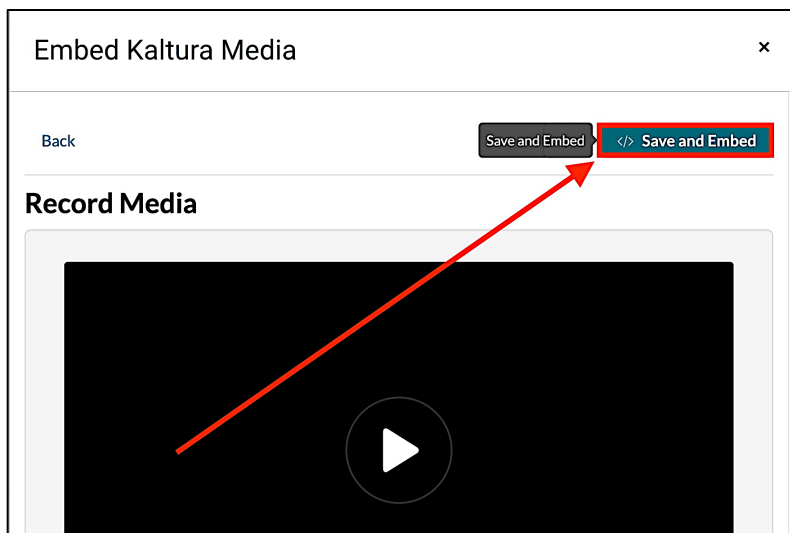 Embed Kaltura Media
×
Back
Save and Embed
</> Save and Embed
Record Media